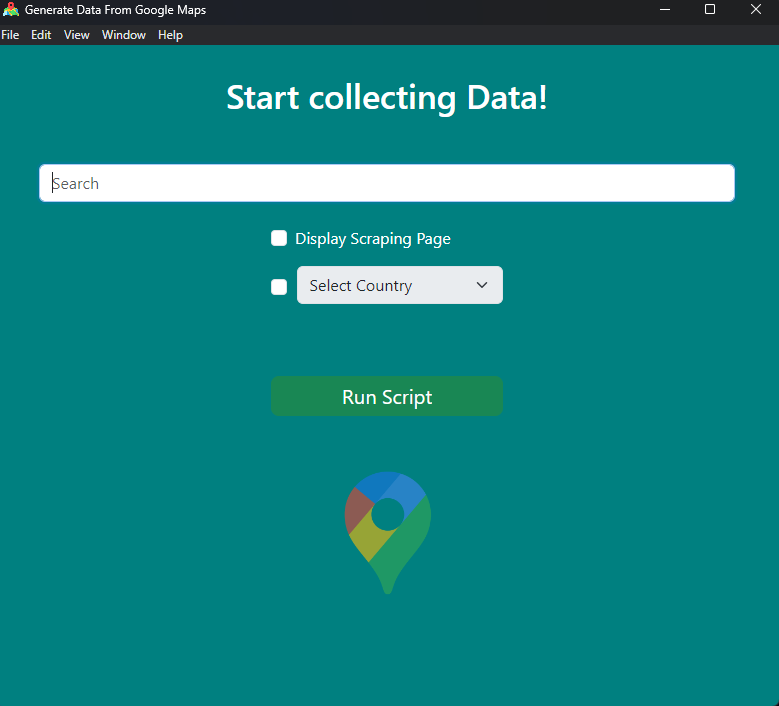 Generate Data From Google Maps
File Edit View Window Help
Start collecting Data!
Search
Display Scraping Page
Select Country
Run Script